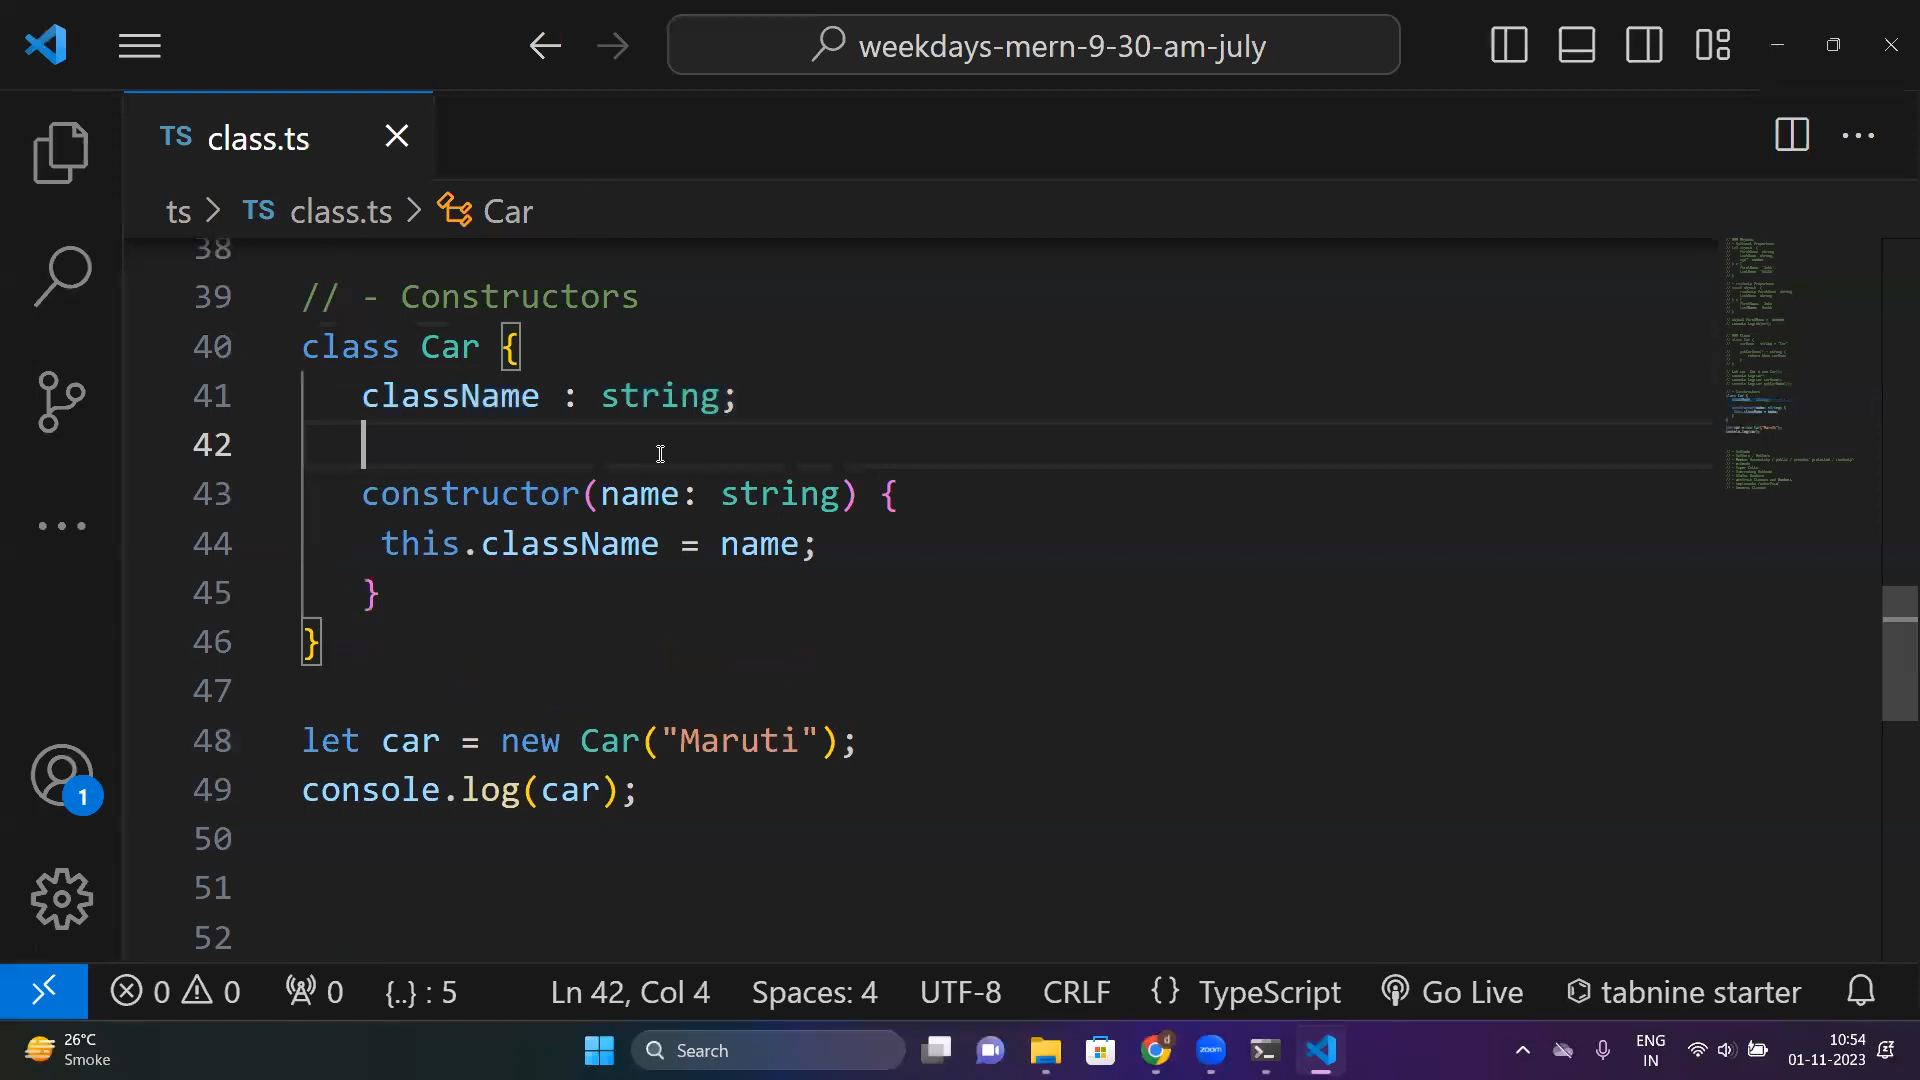 weekdays-mern-9-30-am-july
TS class.ts
ts > TS class.ts > Car
38
39 // - Constructors
40 class Car {
41 className : string;
42
43 constructor(name: string) {
44 this.className = name;
45 }
46 }
47
48 let car = new Car("Maruti");
49 console.log(car);
50
51
52
1
0 0 0 {..} : 5 Ln 42, Col 4 Spaces: 4 UTF-8 CRLF {} TypeScript Go Live tabnine starter
26°C
Smoke
Search
zoom
ENG
IN
10:54
01-11-2023